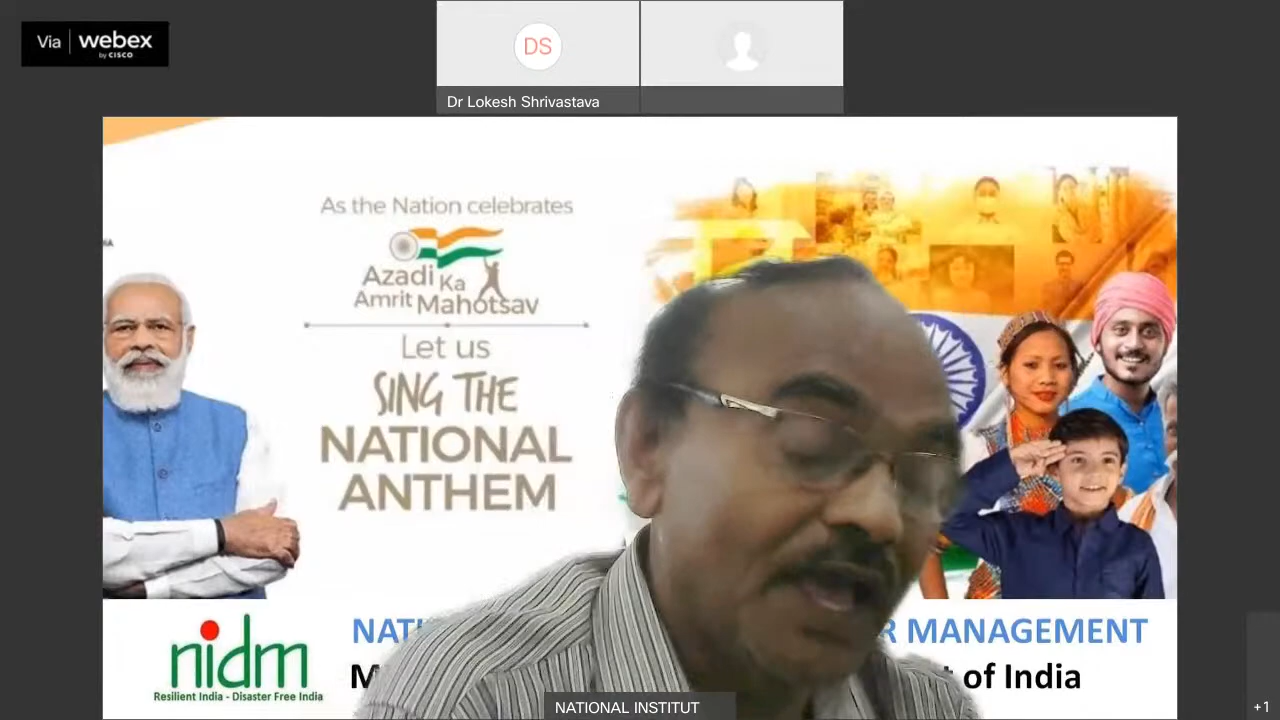 Via webex
by CISCO
DS
Dr Lokesh Shrivastava
As the Nation celebrates
Azadi Ka
Amrit Mahotsav
Let us
SING THE
NATIONAL
ANTHEM
nidm
Resilient India - Disaster Free India
MANAGEMENT
of India
NATIONAL INSTITUT
+1